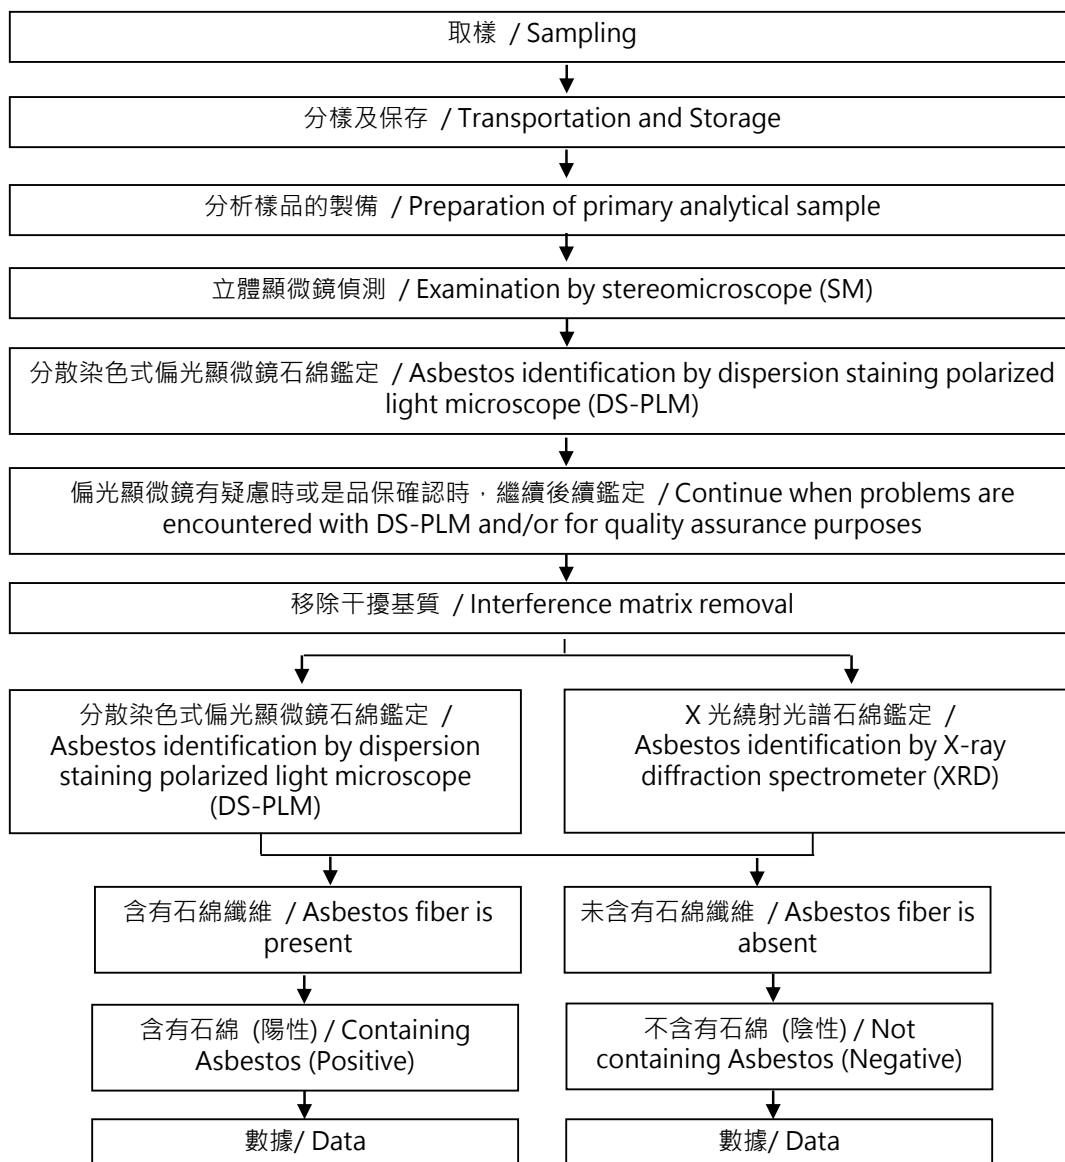 取樣 / Sampling
分樣及保存 / Transportation and Storage
分析樣品的製備 / Preparation of primary analytical sample
立體顯微鏡偵測 / Examination by stereomicroscope (SM)
分散染色式偏光顯微鏡石綿鑑定 / Asbestos identification by dispersion staining polarized
light microscope (DS-PLM)
偏光顯微鏡有疑慮時或是品保確認時，繼續後續鑑定 / Continue when problems are
encountered with DS-PLM and/or for quality assurance purposes
移除干擾基質 / Interference matrix removal
分散染色式偏光顯微鏡石綿鑑定 /
Asbestos identification by dispersion
staining polarized light microscope
(DS-PLM)
X 光繞射光譜石綿鑑定 /
Asbestos identification by X-ray
diffraction spectrometer (XRD)
含有石綿纖維 / Asbestos fiber is
present
未含有石綿纖維 / Asbestos fiber is
absent
含有石綿 (陽性) / Containing
Asbestos (Positive)
不含有石綿 (陰性) / Not
containing Asbestos (Negative)
數據/ Data
數據/ Data